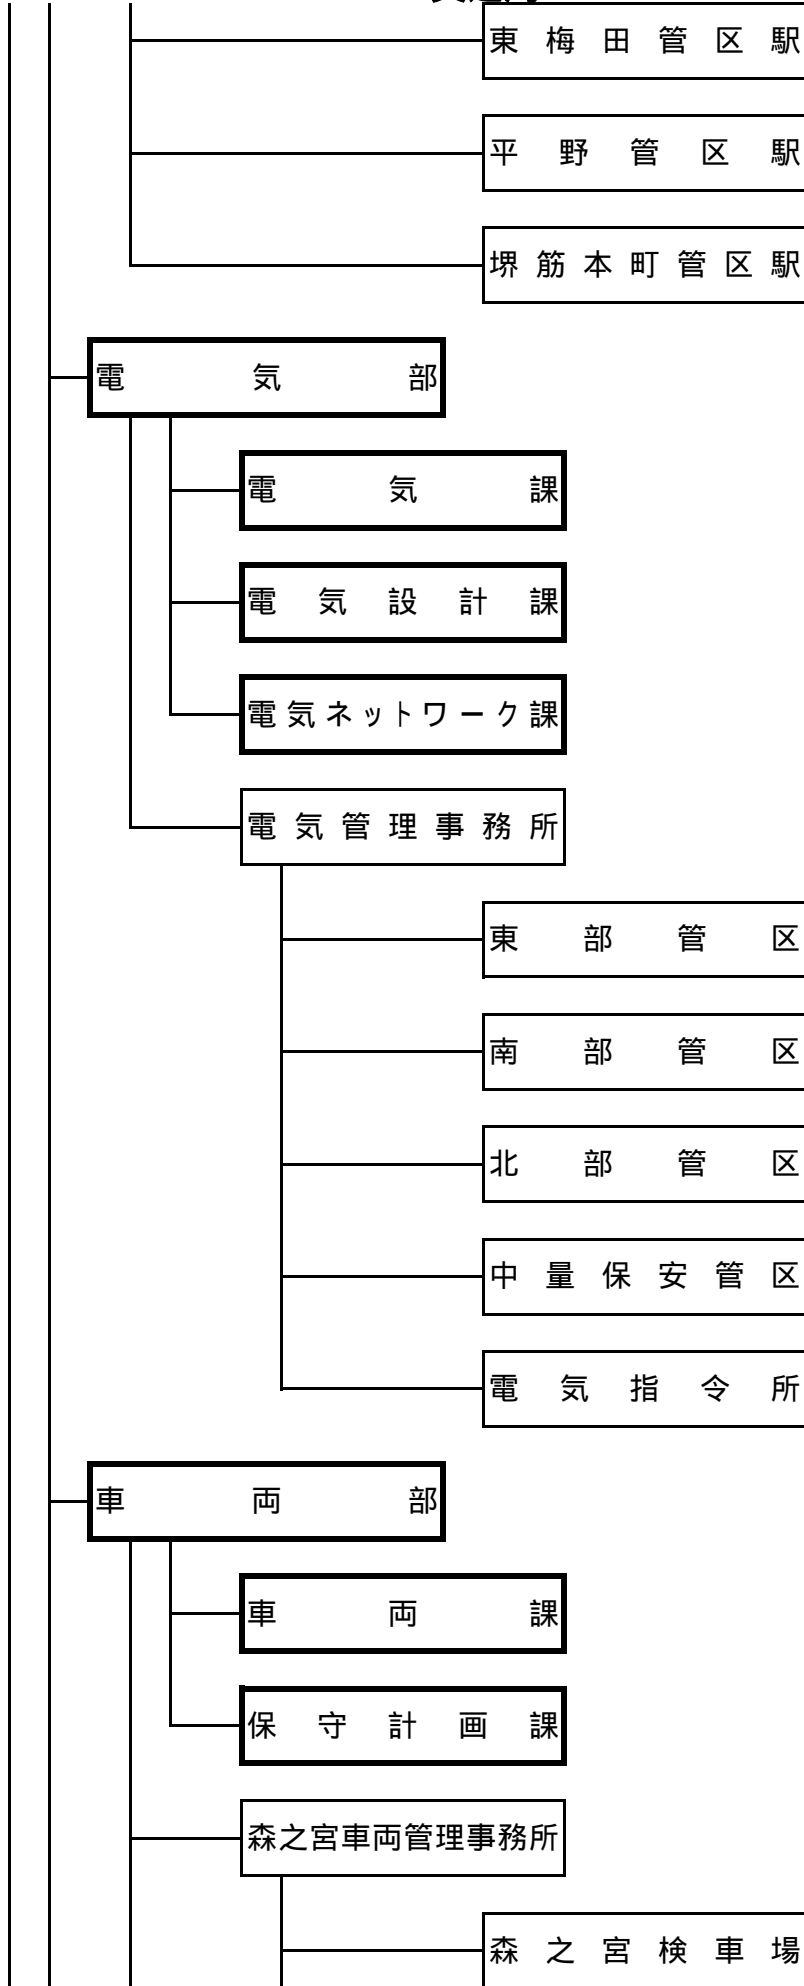 東梅田管区駅
平野管区駅
堺筋本町管区駅
電気部
電気課
電気設計課
電気ネットワーク課
電気管理事務所
東部管区
南部管区
北部管区
中量保安管区
電気指令所
車両部
車両課
保守計画課
森之宮車両管理事務所
森之宮検車場